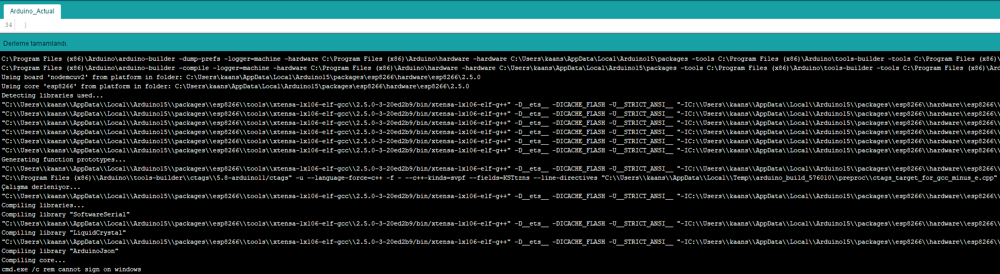 Arduino_Actual
34 }
Derleme tamamlandı.
C:\Program Files (x86)\Arduino\arduino-builder -dump-prefs -logger=machine -hardware C:\Program Files (x86)\Arduino\hardware -hardware C:\Users\kaans\AppData\Local\Arduino15\packages -tools C:\Program Files (x86)\Arduino\tools-builder -tools C:\Program Files (x86)\
C:\Program Files (x86)\Arduino\arduino-builder -compile -logger=machine -hardware C:\Program Files (x86)\Arduino\hardware -hardware C:\Users\kaans\AppData\Local\Arduino15\packages -tools C:\Program Files (x86)\Arduino\tools-builder -tools C:\Program Files (x86)\Ard
Using board 'nodemcuv2' from platform in folder: C:\Users\kaans\AppData\Local\Arduino15\packages\esp8266\hardware\esp8266\2.5.0
Using core 'esp8266' from platform in folder: C:\Users\kaans\AppData\Local\Arduino15\packages\esp8266\hardware\esp8266\2.5.0
Detecting libraries used...
"C:\\Users\\kaans\\AppData\\Local\\Arduino15\\packages\\esp8266\\tools\\xtensa-lx106-elf-gcc\\2.5.0-3-20ed2b9/bin/xtensa-lx106-elf-g++" -D__ets__ -DICACHE_FLASH -U__STRICT_ANSI__ "-IC:\\Users\\kaans\\AppData\\Local\\Arduino15\\packages\\esp8266\\hardware\\esp8266\\
"C:\\Users\\kaans\\AppData\\Local\\Arduino15\\packages\\esp8266\\tools\\xtensa-lx106-elf-gcc\\2.5.0-3-20ed2b9/bin/xtensa-lx106-elf-g++" -D__ets__ -DICACHE_FLASH -U__STRICT_ANSI__ "-IC:\\Users\\kaans\\AppData\\Local\\Arduino15\\packages\\esp8266\\hardware\\esp8266\\
"C:\\Users\\kaans\\AppData\\Local\\Arduino15\\packages\\esp8266\\tools\\xtensa-lx106-elf-gcc\\2.5.0-3-20ed2b9/bin/xtensa-lx106-elf-g++" -D__ets__ -DICACHE_FLASH -U__STRICT_ANSI__ "-IC:\\Users\\kaans\\AppData\\Local\\Arduino15\\packages\\esp8266\\hardware\\esp8266\\
"C:\\Users\\kaans\\AppData\\Local\\Arduino15\\packages\\esp8266\\tools\\xtensa-lx106-elf-gcc\\2.5.0-3-20ed2b9/bin/xtensa-lx106-elf-g++" -D__ets__ -DICACHE_FLASH -U__STRICT_ANSI__ "-IC:\\Users\\kaans\\AppData\\Local\\Arduino15\\packages\\esp8266\\hardware\\esp8266\\
"C:\\Users\\kaans\\AppData\\Local\\Arduino15\\packages\\esp8266\\tools\\xtensa-lx106-elf-gcc\\2.5.0-3-20ed2b9/bin/xtensa-lx106-elf-g++" -D__ets__ -DICACHE_FLASH -U__STRICT_ANSI__ "-IC:\\Users\\kaans\\AppData\\Local\\Arduino15\\packages\\esp8266\\hardware\\esp8266\\
"C:\\Users\\kaans\\AppData\\Local\\Arduino15\\packages\\esp8266\\tools\\xtensa-lx106-elf-gcc\\2.5.0-3-20ed2b9/bin/xtensa-lx106-elf-g++" -D__ets__ -DICACHE_FLASH -U__STRICT_ANSI__ "-IC:\\Users\\kaans\\AppData\\Local\\Arduino15\\packages\\esp8266\\hardware\\esp8266\\
Generating function prototypes...
"C:\\Users\\kaans\\AppData\\Local\\Arduino15\\packages\\esp8266\\tools\\xtensa-lx106-elf-gcc\\2.5.0-3-20ed2b9/bin/xtensa-lx106-elf-g++" -D__ets__ -DICACHE_FLASH -U__STRICT_ANSI__ "-IC:\\Users\\kaans\\AppData\\Local\\Arduino15\\packages\\esp8266\\hardware\\esp8266\\
"C:\\Program Files (x86)\\Arduino\\tools-builder\\ctags\\5.8-arduino11/ctags" -u --language-force=c++ -f - --c++-kinds=svpf --fields=KSTtzns --line-directives "C:\\Users\\kaans\\AppData\\Local\\Temp\\arduino_build_576010\\preproc\\ctags_target_for_gcc_minus_e.cpp"
Çalışma derleniyor...
"C:\\Users\\kaans\\AppData\\Local\\Arduino15\\packages\\esp8266\\tools\\xtensa-lx106-elf-gcc\\2.5.0-3-20ed2b9/bin/xtensa-lx106-elf-g++" -D__ets__ -DICACHE_FLASH -U__STRICT_ANSI__ "-IC:\\Users\\kaans\\AppData\\Local\\Arduino15\\packages\\esp8266\\hardware\\esp8266\\
Compiling libraries...
Compiling library "SoftwareSerial"
"C:\\Users\\kaans\\AppData\\Local\\Arduino15\\packages\\esp8266\\tools\\xtensa-lx106-elf-gcc\\2.5.0-3-20ed2b9/bin/xtensa-lx106-elf-g++" -D__ets__ -DICACHE_FLASH -U__STRICT_ANSI__ "-IC:\\Users\\kaans\\AppData\\Local\\Arduino15\\packages\\esp8266\\hardware\\esp8266\\
Compiling library "LiquidCrystal"
"C:\\Users\\kaans\\AppData\\Local\\Arduino15\\packages\\esp8266\\tools\\xtensa-lx106-elf-gcc\\2.5.0-3-20ed2b9/bin/xtensa-lx106-elf-g++" -D__ets__ -DICACHE_FLASH -U__STRICT_ANSI__ "-IC:\\Users\\kaans\\AppData\\Local\\Arduino15\\packages\\esp8266\\hardware\\esp8266\\
Compiling library "ArduinoJson"
Compiling core...
cmd.exe /c rem cannot sign on windows